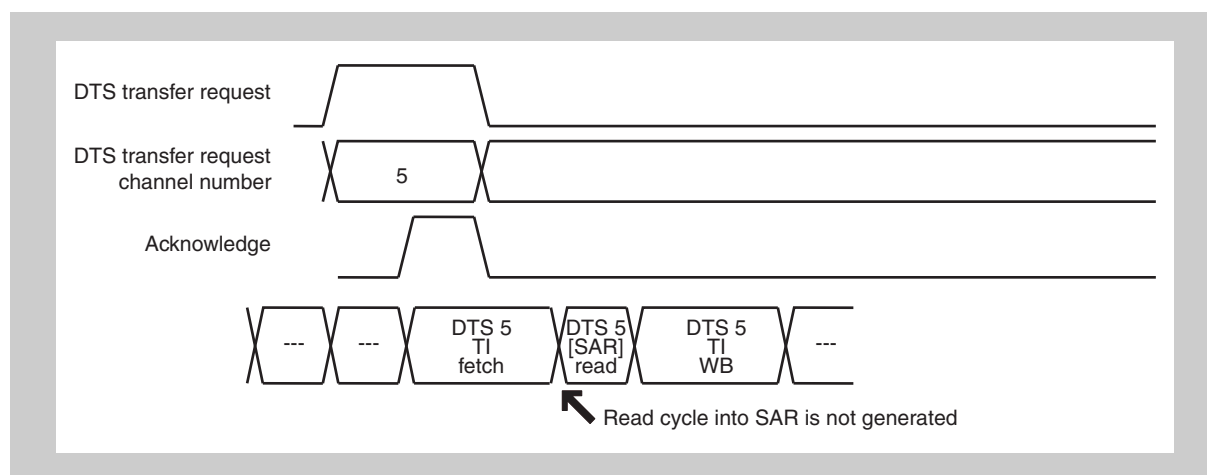 DTS transfer request
DTS transfer request
channel number
5
Acknowledge
---
---
DTS 5
TI
fetch
DTS 5
[SAR]
read
DTS 5
TI
WB
---
Read cycle into SAR is not generated